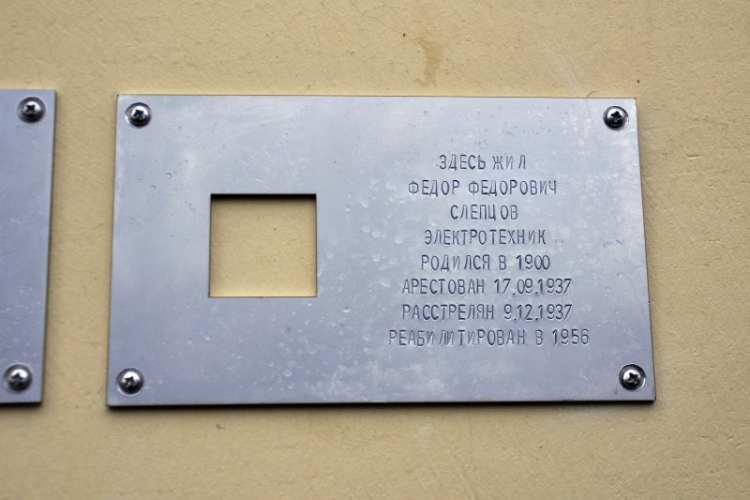 ЗДЕСЬ ЖИЛ
ФЕДОР ФЕДОРОВИЧ
СЛЕПЦОВ
ЭЛЕКТРОТЕХНИК
РОДИЛСЯ В 1900
АРЕСТОВАН 17.09.1937
РАССТРЕЛЯН 9.12.1937
РЕАБИЛИТИРОВАН В 1956